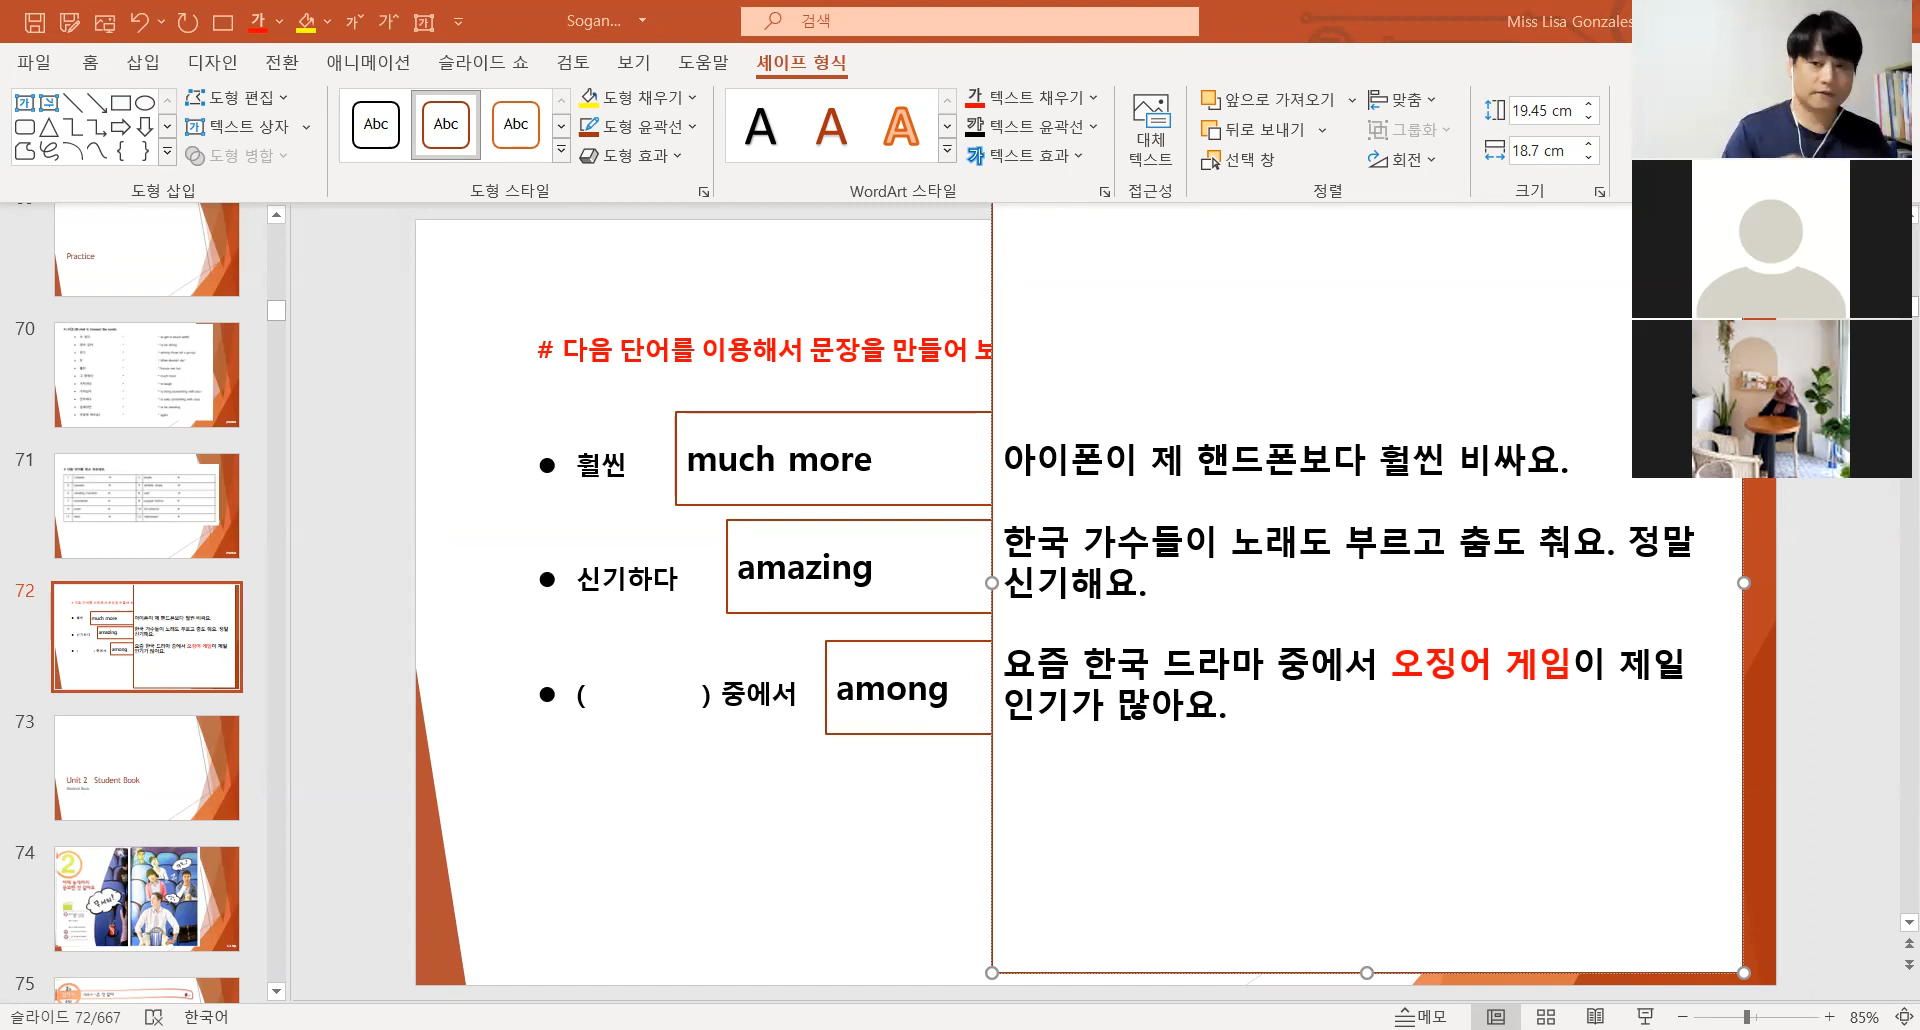 가
가
가
가
Sogan...
검색
Miss Lisa Gonzales
파일 홈 삽입 디자인 전환 애니메이션 슬라이드 쇼 검토 보기 도움말 셰이프 형식
도형 편집
텍스트 상자
도형 병합
도형 삽입
Abc Abc Abc
도형 채우기
도형 윤곽선
도형 효과
도형 스타일
A A A
텍스트 채우기
텍스트 윤곽선
텍스트 효과
WordArt 스타일
대체
텍스트
접근성
앞으로 가져오기
뒤로 보내기
선택 창
맞춤
그룹화
회전
정렬
19.45 cm
18.7 cm
크기
Practice
70
71
72
73
Unit 2 Student Book
Student Book
74
2
75
# 다음 단어를 이용해서 문장을 만들어 보
● 훨씬
much more
● 신기하다
amazing
● ( ) 중에서
among
아이폰이 제 핸드폰보다 훨씬 비싸요.
한국 가수들이 노래도 부르고 춤도 춰요. 정말
신기해요.
요즘 한국 드라마 중에서 오징어 게임이 제일
인기가 많아요.
슬라이드 72/667
한국어
메모
85%